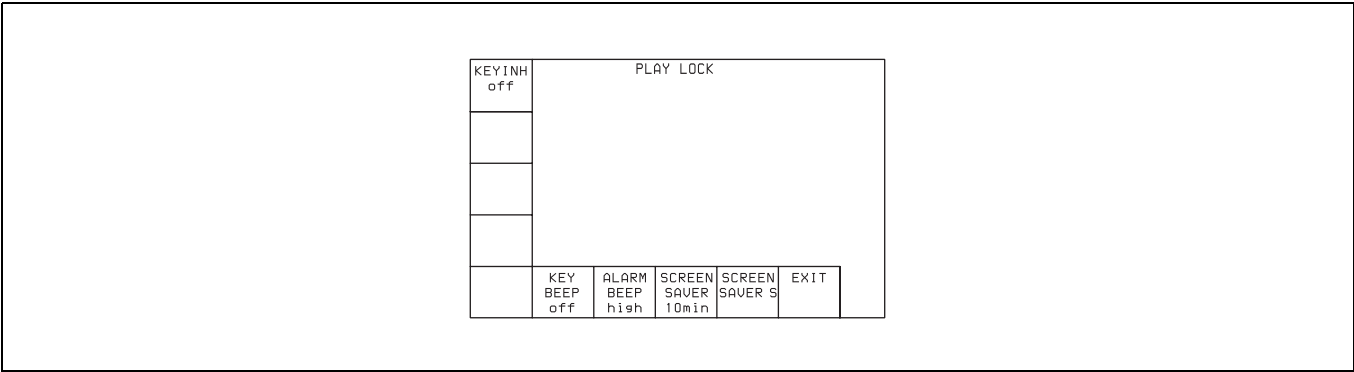 KEYINH
off
PLAY LOCK
KEY
BEEP
off
ALARM
BEEP
high
SCREEN
SAVER
10min
SCREEN
SAVER S
EXIT